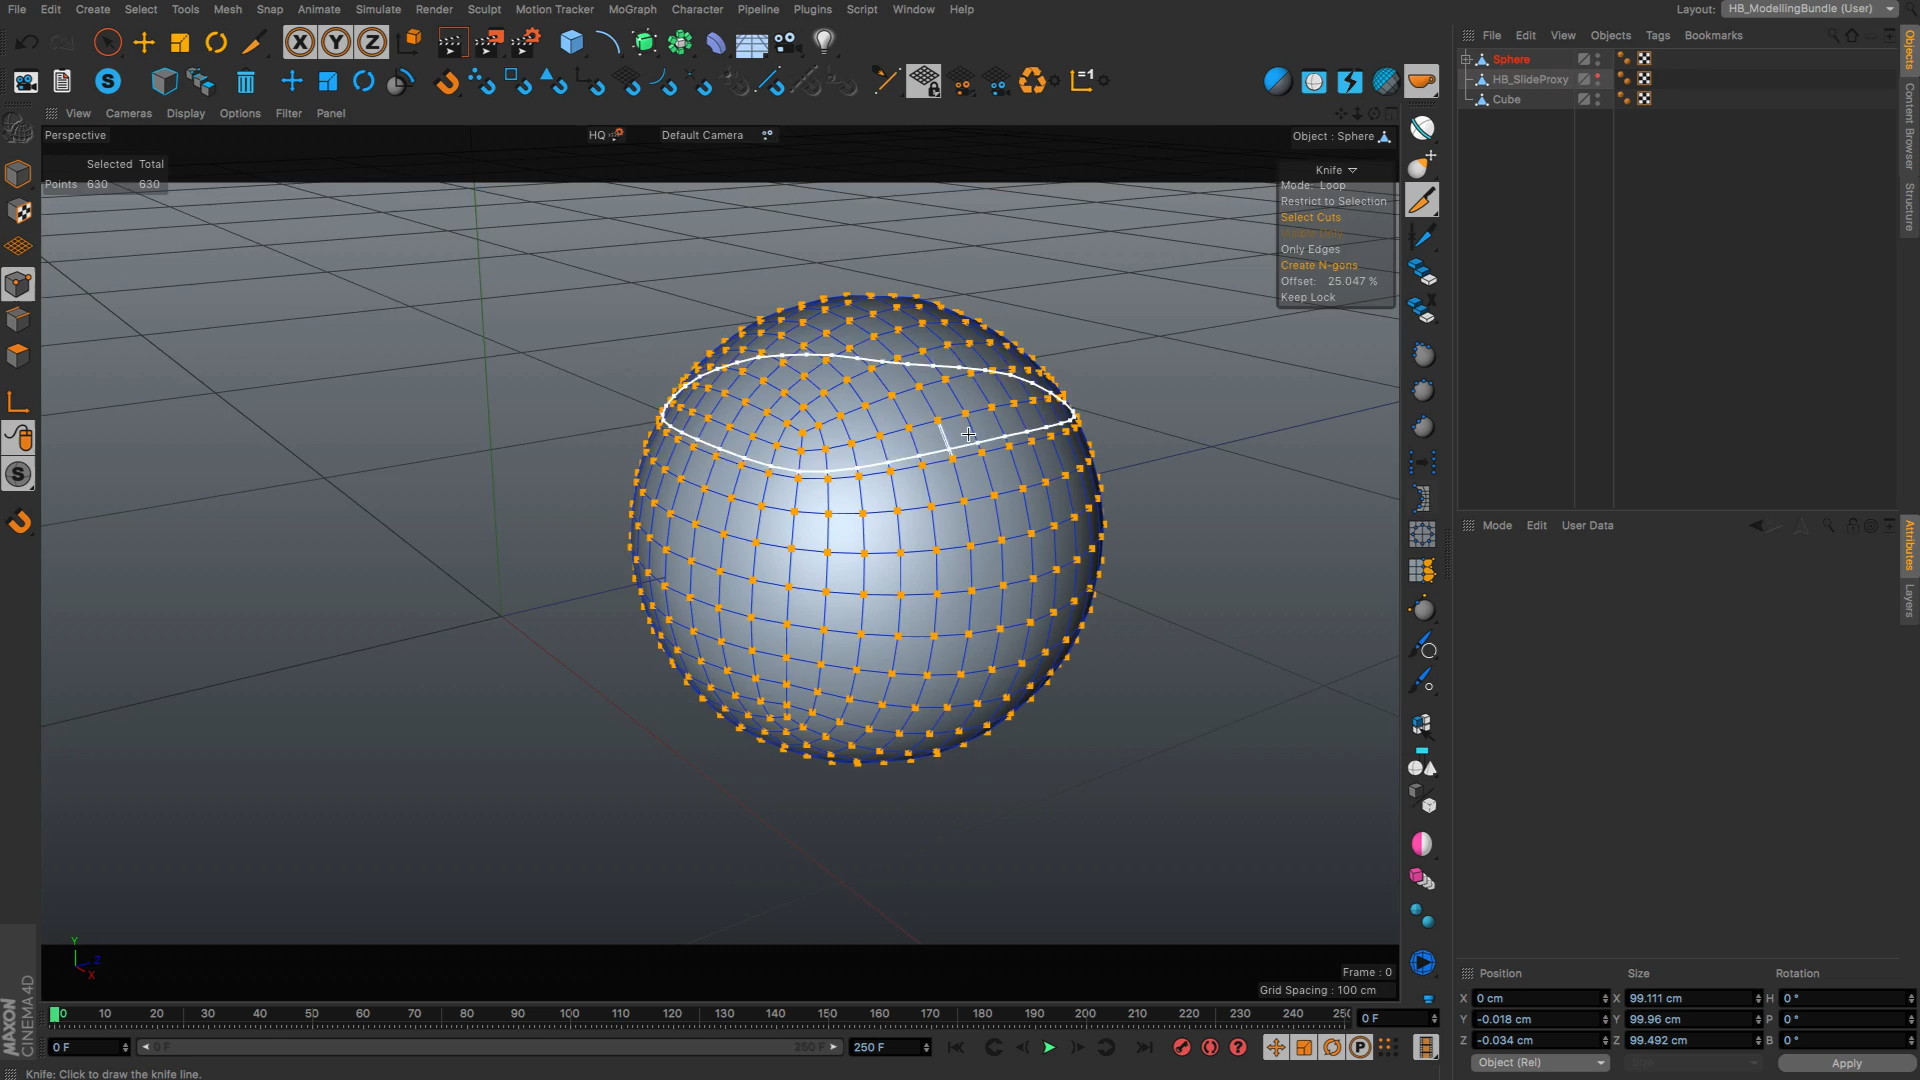 File Edit Create Select Tools Mesh Snap Animate Simulate Render Sculpt Motion Tracker MoGraph Character Pipeline Plugins Script Window Help
Layout: HB_ModellingBundle (User)
X Y Z
S
=1
File Edit View Objects Tags Bookmarks
Sphere
HB_SlideProxy
Cube
Objects
Content Browser
Structure
View Cameras Display Options Filter Panel
Perspective
HQ
Default Camera
Object : Sphere
Selected Total
Points 630 630
Knife
Mode: Loop
Restrict to Selection
Select Cuts
Only Edges
Create N-gons
Offset: 25.047 %
Keep Lock
S
Mode Edit User Data
Attributes
Layers
Y
Z
X
Frame : 0
Grid Spacing : 100 cm
0 10 20 30 40 50 60 70 80 90 100 110 120 130 140 150 160 170 180 190 200 210 220 230 240 250
0 F
0 F
0 F
250 F
250 F
P
Position Size Rotation
X 0 cm X 99.111 cm H 0 °
Y -0.018 cm Y 99.96 cm P 0 °
Z -0.034 cm Z 99.492 cm B 0 °
Object (Rel)
Apply
MAXON
CINEMA 4D
Knife: Click to draw the knife line.